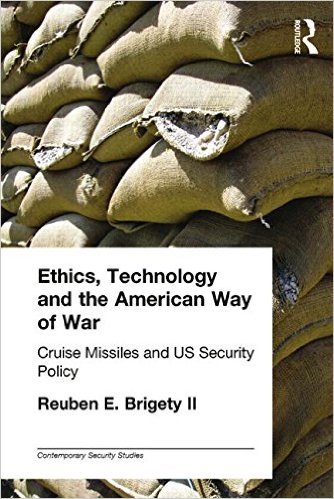 ROUTLEDGE
Ethics, Technology
and the American Way
of War
Cruise Missiles and US Security
Policy
Reuben E. Brigety II
Contemporary Security Studies